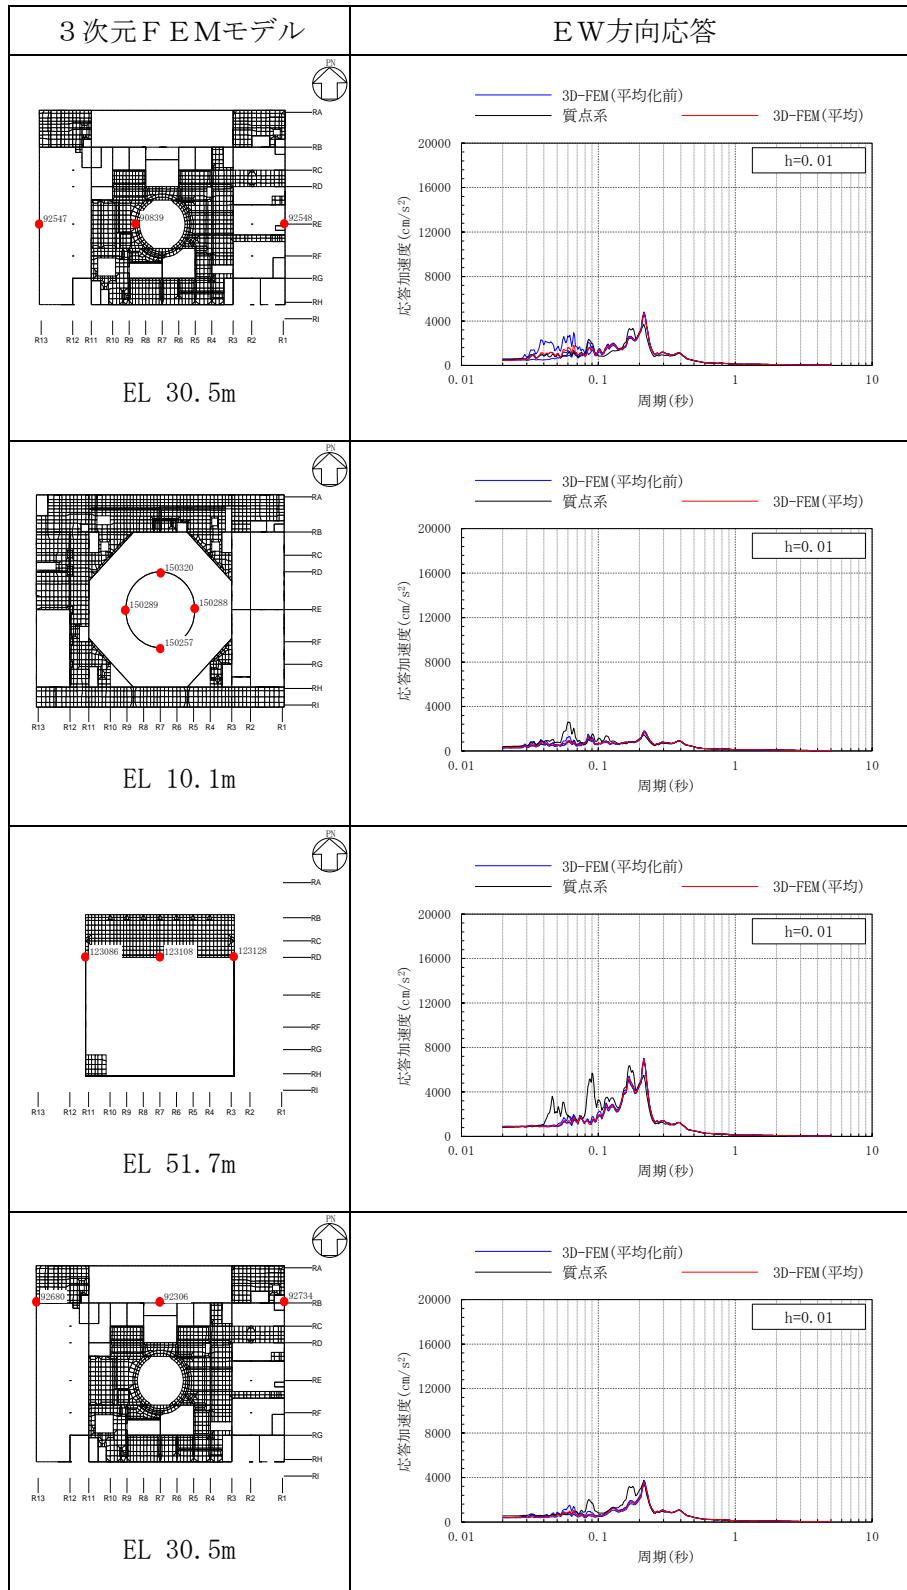 ３次元ＦＥＭモデル
ＥＷ方向応答
PN
RA
RB
RC
RD
RE
RF
RG
RH
RI
92547
90839
92548
R13 R12 R11 R10 R9 R8 R7 R6 R5 R4 R3 R2 R1
EL 30.5m
3D-FEM(平均化前)
質点系
3D-FEM(平均)
h=0.01
応答加速度(cm/s²)
20000
16000
12000
8000
4000
0
0.01 0.1 1 10
周期(秒)
PN
RA
RB
RC
RD
RE
RF
RG
RH
RI
150320
150289
150288
150257
R13 R12 R11 R10 R9 R8 R7 R6 R5 R4 R3 R2 R1
EL 10.1m
3D-FEM(平均化前)
質点系
3D-FEM(平均)
h=0.01
応答加速度(cm/s²)
20000
16000
12000
8000
4000
0
0.01 0.1 1 10
周期(秒)
PN
RA
RB
RC
RD
RE
RF
RG
RH
RI
123086
123108
123128
R13 R12 R11 R10 R9 R8 R7 R6 R5 R4 R3 R2 R1
EL 51.7m
3D-FEM(平均化前)
質点系
3D-FEM(平均)
h=0.01
応答加速度(cm/s²)
20000
16000
12000
8000
4000
0
0.01 0.1 1 10
周期(秒)
PN
RA
RB
RC
RD
RE
RF
RG
RH
RI
92680
92306
92734
R13 R12 R11 R10 R9 R8 R7 R6 R5 R4 R3 R2 R1
EL 30.5m
3D-FEM(平均化前)
質点系
3D-FEM(平均)
h=0.01
応答加速度(cm/s²)
20000
16000
12000
8000
4000
0
0.01 0.1 1 10
周期(秒)